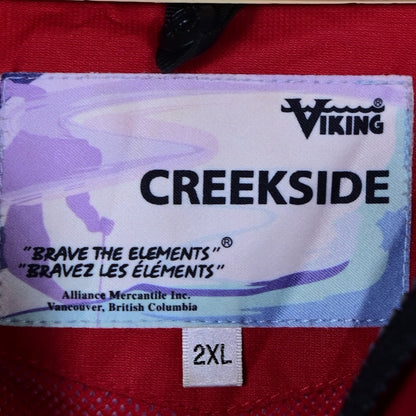 VIKING®
CREEKSIDE
"BRAVE THE ELEMENTS"®
"BRAVEZ LES ÉLÉMENTS"
Alliance Mercantile Inc.
Vancouver, British Columbia
2XL